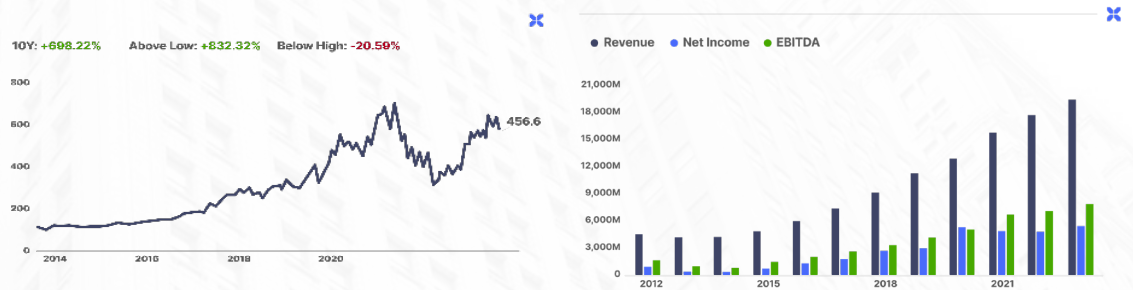 10Y: +698.22% Above Low: +832.32% Below High: -20.59%
800
600
456.6
400
200
0
2014 2016 2018 2020
Revenue Net Income EBITDA
21,000M
18,000M
15,000M
12,000M
9,000M
6,000M
3,000M
0
2012 2015 2018 2021